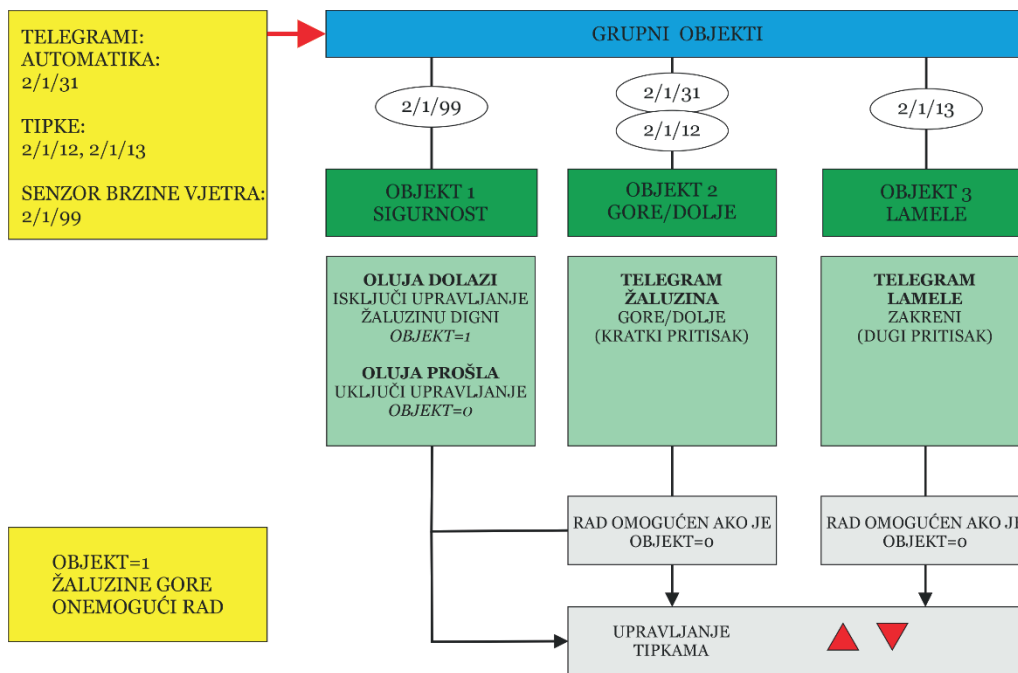 TELEGRAMI:
AUTOMATIKA:
2/1/31
TIPKE:
2/1/12, 2/1/13
SENZOR BRZINE VJETRA:
2/1/99
GRUPNI OBJEKTI
2/1/99
2/1/31
2/1/12
2/1/13
OBJEKT 1
SIGURNOST
OBJEKT 2
GORE/DOLJE
OBJEKT 3
LAMELE
OLUJA DOLAZI
ISKLJUČI UPRAVLJANJE
ŽALUZINU DIGNI
OBJEKT=1
OLUJA PROŠLA
UKLJUČI UPRAVLJANJE
OBJEKT=0
TELEGRAM
ŽALUZINA
GORE/DOLJE
(KRATKI PRITISAK)
TELEGRAM
LAMELE
ZAKRENI
(DUGI PRITISAK)
RAD OMOGUĆEN AKO JE
OBJEKT=0
RAD OMOGUĆEN AKO JE
OBJEKT=0
OBJEKT=1
ŽALUZINE GORE
ONEMOGUĆI RAD
UPRAVLJANJE
TIPKAMA